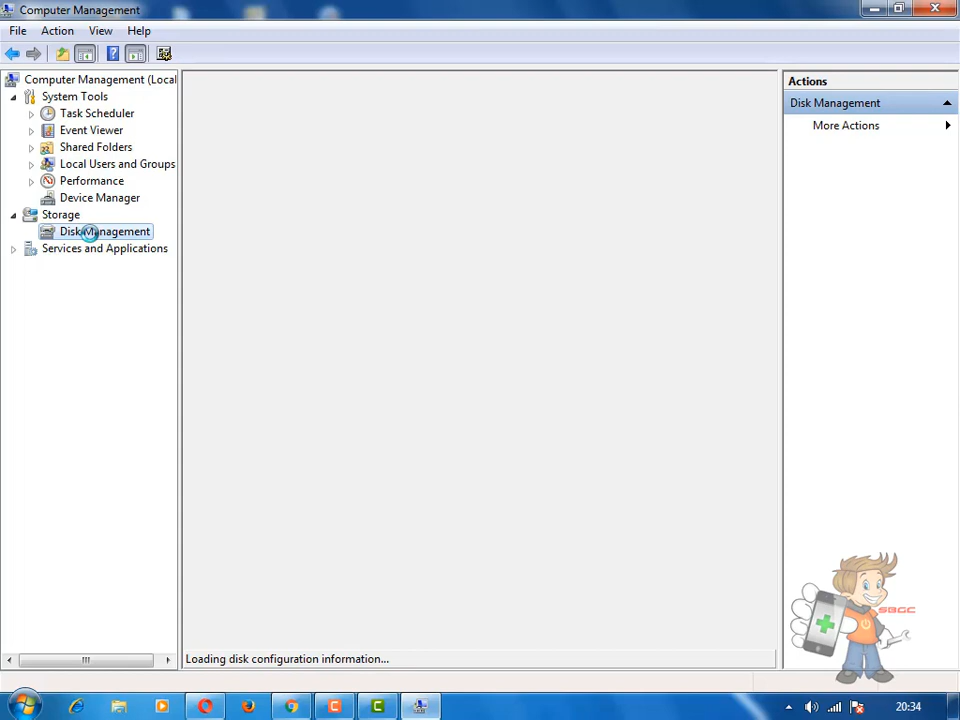 Computer Management
File Action View Help
Computer Management (Local
System Tools
Task Scheduler
Event Viewer
Shared Folders
Local Users and Groups
Performance
Device Manager
Storage
Disk Management
Services and Applications
Actions
Disk Management
More Actions
SBGC
Loading disk configuration information...
20:34